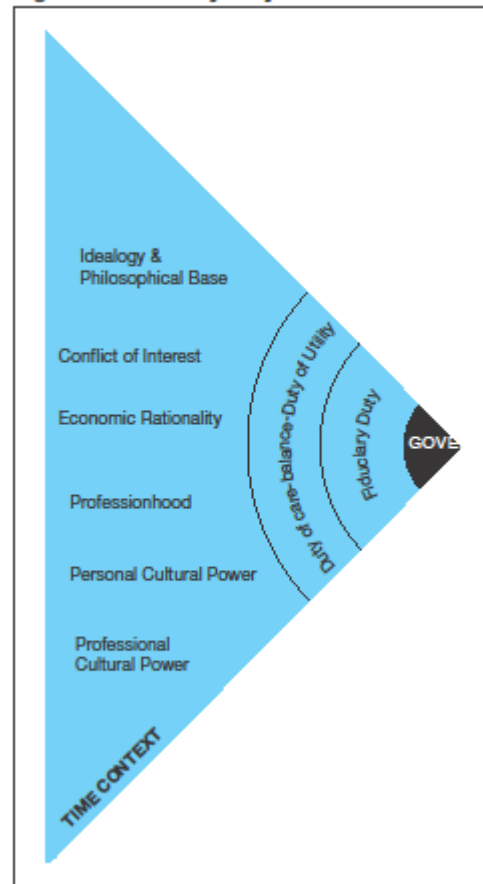 Idealogy &
Philosophical Base
Conflict of Interest
Economic Rationality
Professionhood
Personal Cultural Power
Professional
Cultural Power
TIME CONTEXT
Duty of care-balance-Duty of Utility
Fiduciary Duty
GOVE